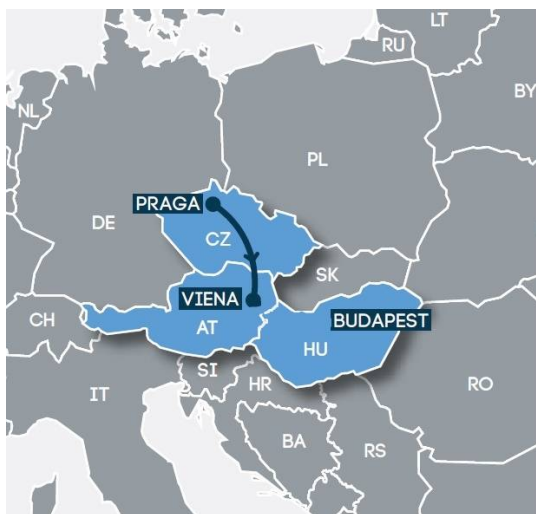 LT
RU
BY
NL
PL
DE
PRAGA
CZ
SK
VIENA
BUDAPEST
CH
AT
HU
SI
HR
RO
IT
BA
RS